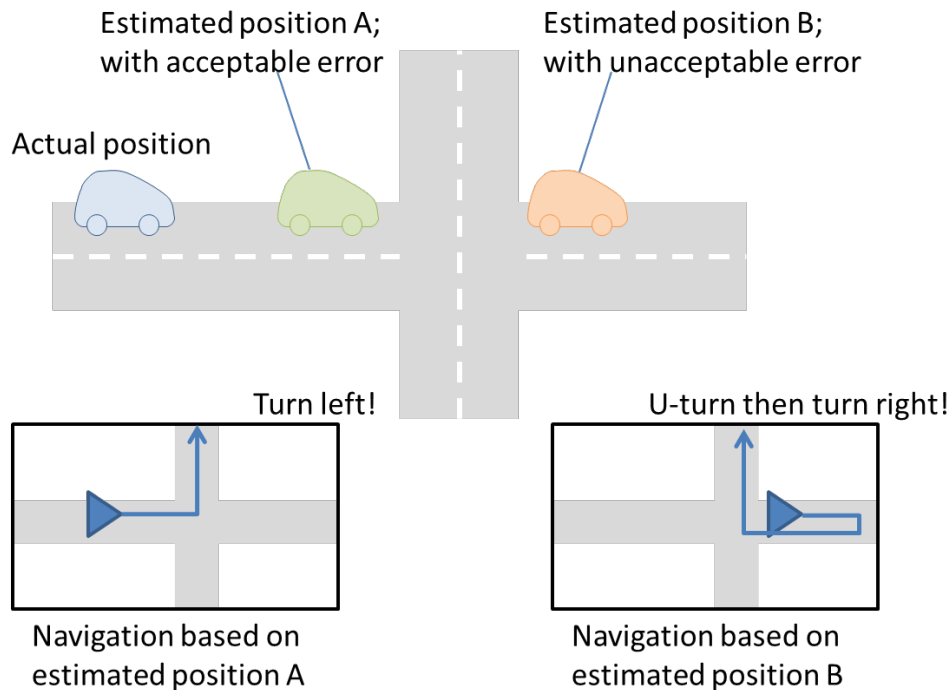 Estimated position A;
with acceptable error
Estimated position B;
with unacceptable error
Actual position
Turn left!
U-turn then turn right!
Navigation based on
estimated position A
Navigation based on
estimated position B